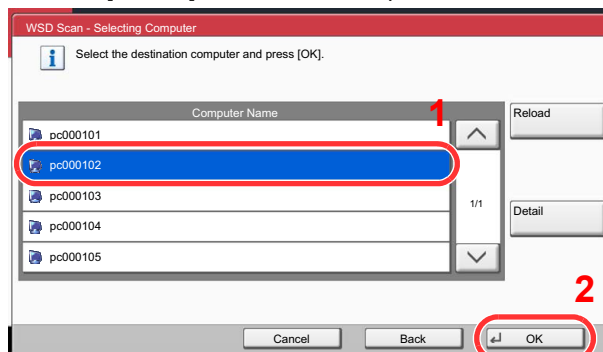 WSD Scan - Selecting Computer
Select the destination computer and press [OK].
Computer Name
1
Reload
pc000101
pc000102
pc000103
1/1
Detail
pc000104
pc000105
2
Cancel
Back
OK